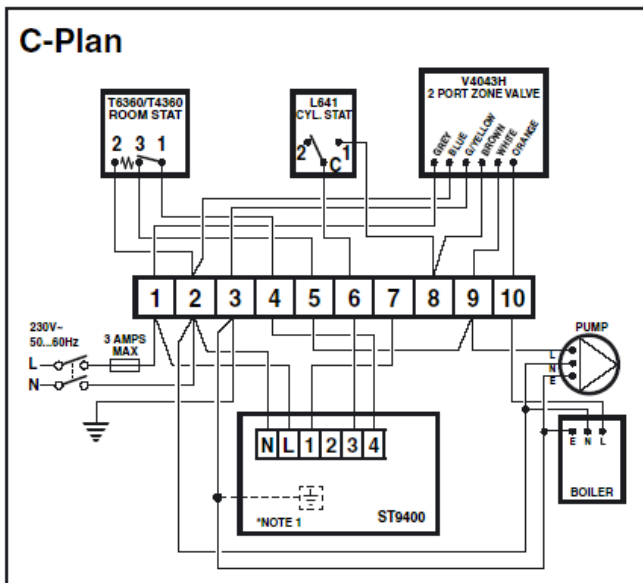 C-Plan
T6360/T4360
ROOM STAT
2 3 1
L641
CYL. STAT
2 C 1
V4043H
2 PORT ZONE VALVE
GREY
BLUE
G/YELLOW
BROWN
WHITE
ORANGE
1 2 3 4 5 6 7 8 9 10
230V~
50...60Hz
3 AMPS
MAX
L
N
PUMP
L
N
E
N L 1 2 3 4
E N L
BOILER
*NOTE 1
ST9400